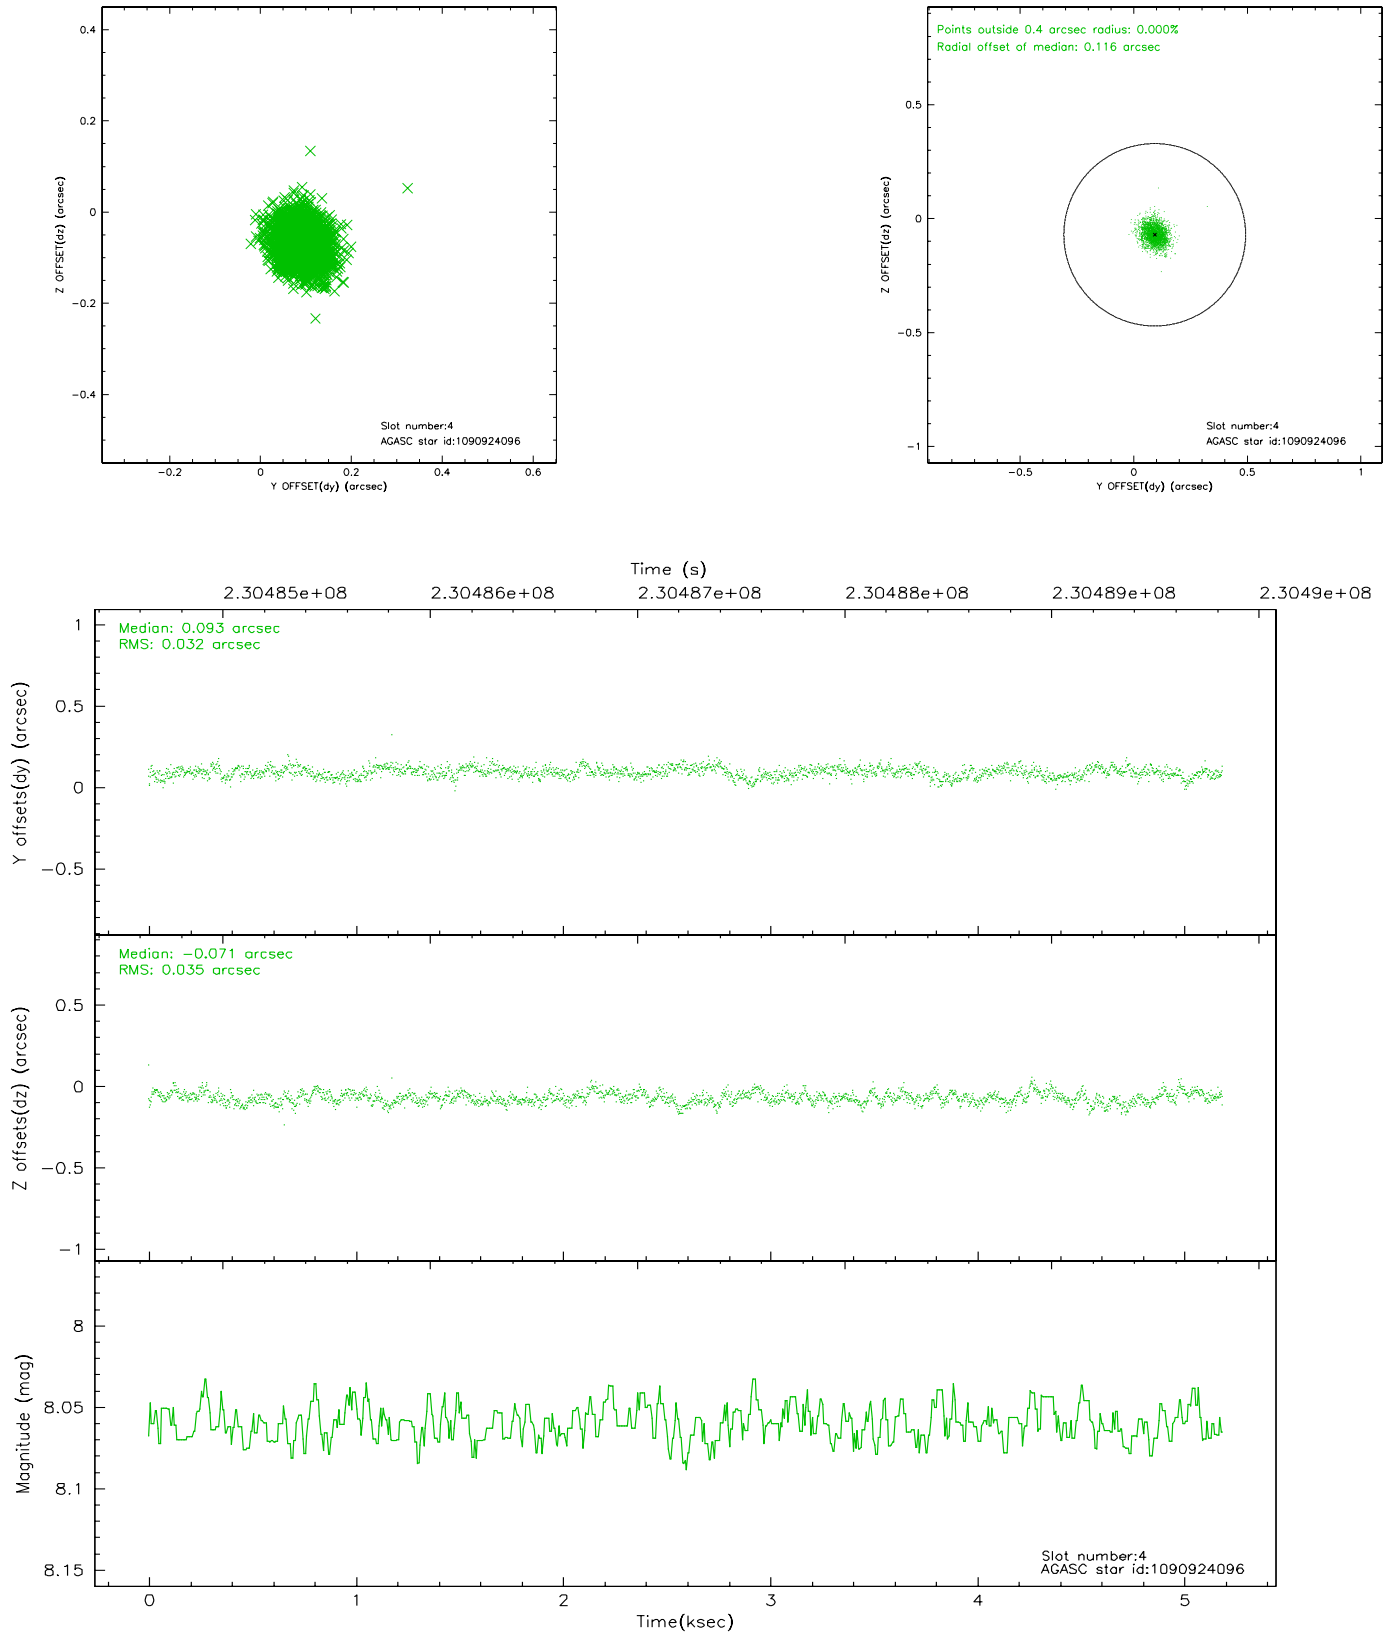 0.4
0.2
0
−0.2
−0.4
Z OFFSET(dz) (arcsec)
Slot number:4
AGASC star id:1090924096
−0.2 0 0.2 0.4 0.6
Y OFFSET(dy) (arcsec)
Points outside 0.4 arcsec radius: 0.000%
Radial offset of median: 0.116 arcsec
0.5
0
−0.5
−1
Z OFFSET(dz) (arcsec)
Slot number:4
AGASC star id:1090924096
−0.5 0 0.5 1
Y OFFSET(dy) (arcsec)
Time (s)
2.30485e+08 2.30486e+08 2.30487e+08 2.30488e+08 2.30489e+08 2.3049e+08
Median: 0.093 arcsec
RMS: 0.032 arcsec
1
0.5
0
−0.5
Y offsets(dy) (arcsec)
Median: −0.071 arcsec
RMS: 0.035 arcsec
0.5
0
−0.5
−1
Z offsets(dz) (arcsec)
8
8.05
8.1
8.15
Magnitude (mag)
Slot number:4
AGASC star id:1090924096
0 1 2 3 4 5
Time(ksec)